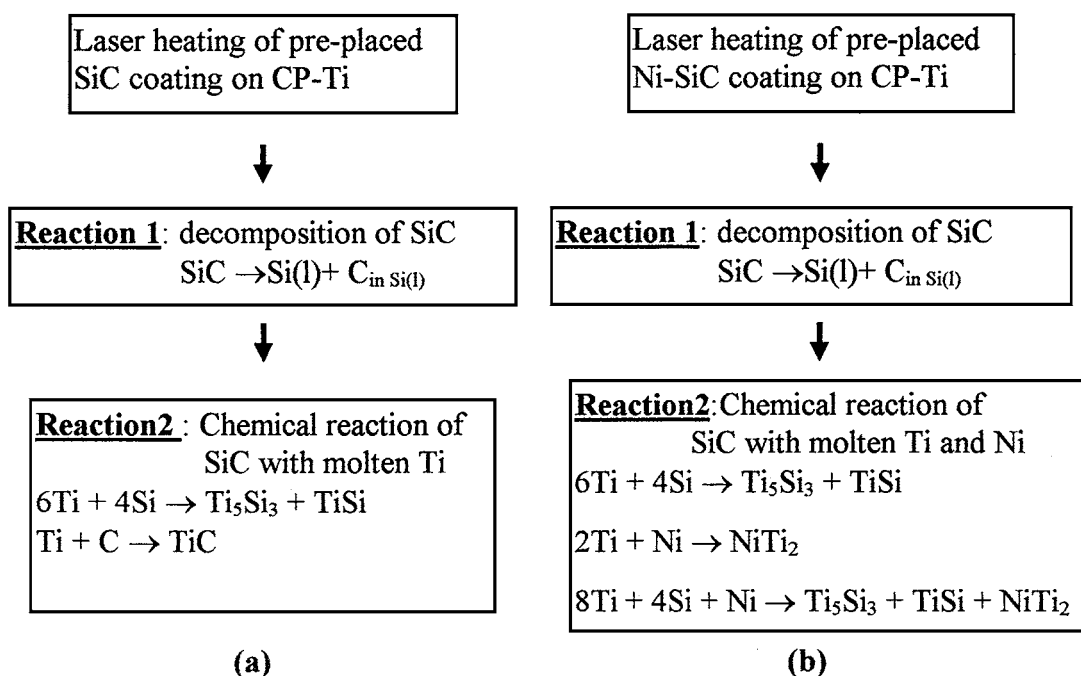 Laser heating of pre-placed
SiC coating on CP-Ti
Reaction 1: decomposition of SiC
SiC →Si(l)+ C in Si(l)
Reaction2 : Chemical reaction of
SiC with molten Ti
6Ti + 4Si → Ti₅Si₃ + TiSi
Ti + C → TiC
(a)
Laser heating of pre-placed
Ni-SiC coating on CP-Ti
Reaction 1: decomposition of SiC
SiC →Si(l)+ C in Si(l)
Reaction2:Chemical reaction of
SiC with molten Ti and Ni
6Ti + 4Si → Ti₅Si₃ + TiSi
2Ti + Ni → NiTi₂
8Ti + 4Si + Ni → Ti₅Si₃ + TiSi + NiTi₂
(b)